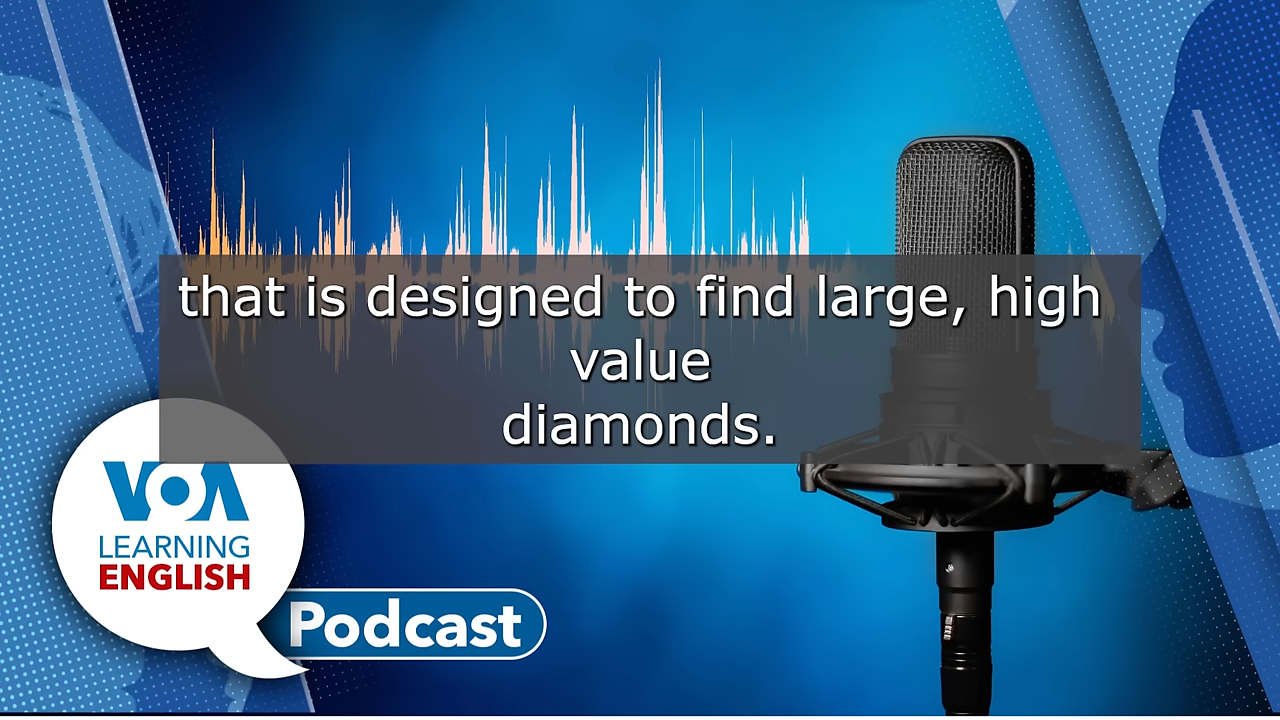 that is designed to find large, high
value
diamonds.
VOA
LEARNING
ENGLISH
Podcast